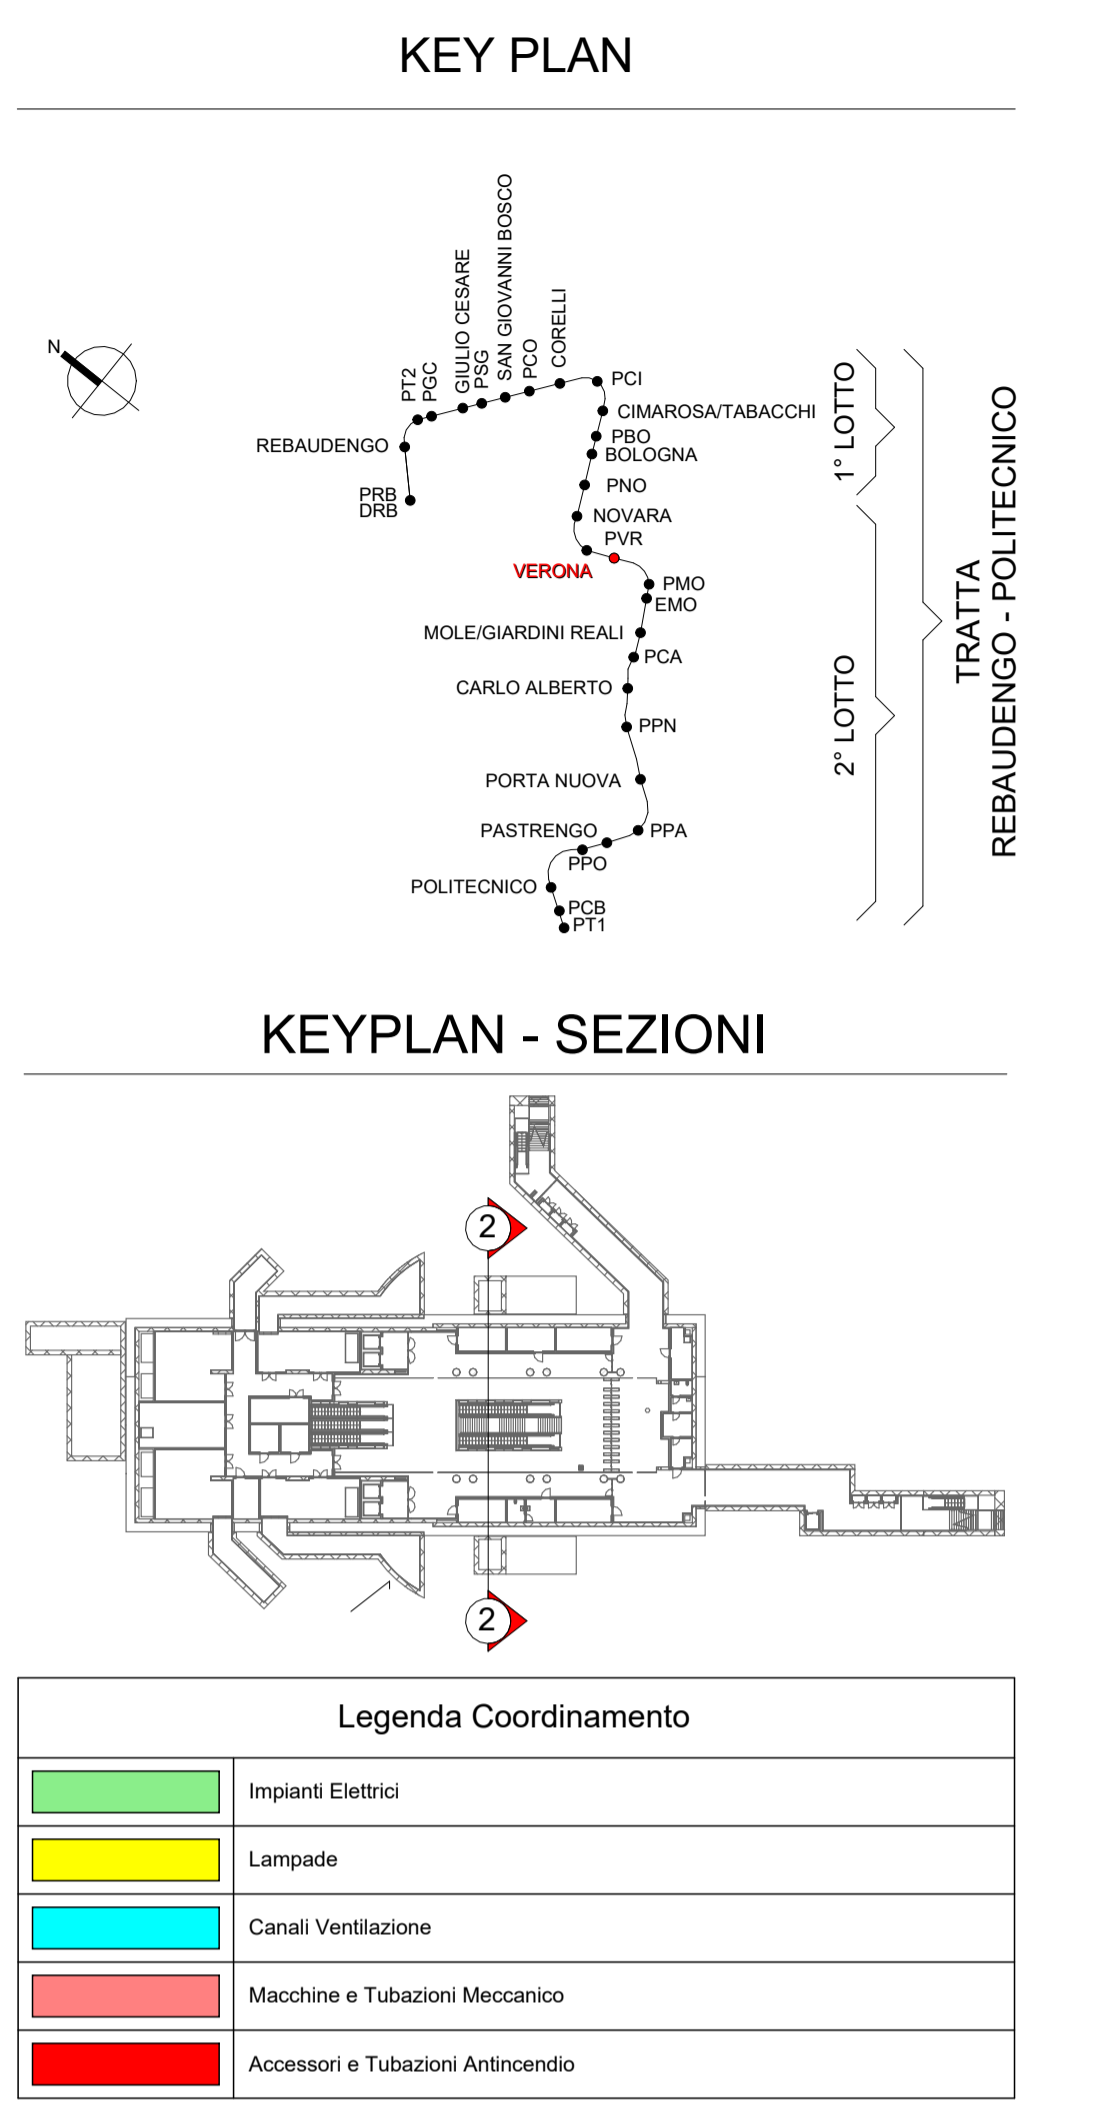 KEY PLAN
N
PT2
PGC
GIULIO CESARE
PSG
SAN GIOVANNI BOSCO
PCO
CORELLI
PCI
CIMAROSA/TABACCHI
PBO
BOLOGNA
PNO
NOVARA
PVR
VERONA
REBAUDENGO
PRB
DRB
PMO
EMO
MOLE/GIARDINI REALI
PCA
CARLO ALBERTO
PPN
PORTA NUOVA
PASTRENGO
PPA
PPO
POLITECNICO
PCB
PT1
1° LOTTO
2° LOTTO
TRATTA
REBAUDENGO - POLITECNICO
KEYPLAN - SEZIONI
2
2
Legenda Coordinamento
Impianti Elettrici
Lampade
Canali Ventilazione
Macchine e Tubazioni Meccanico
Accessori e Tubazioni Antincendio